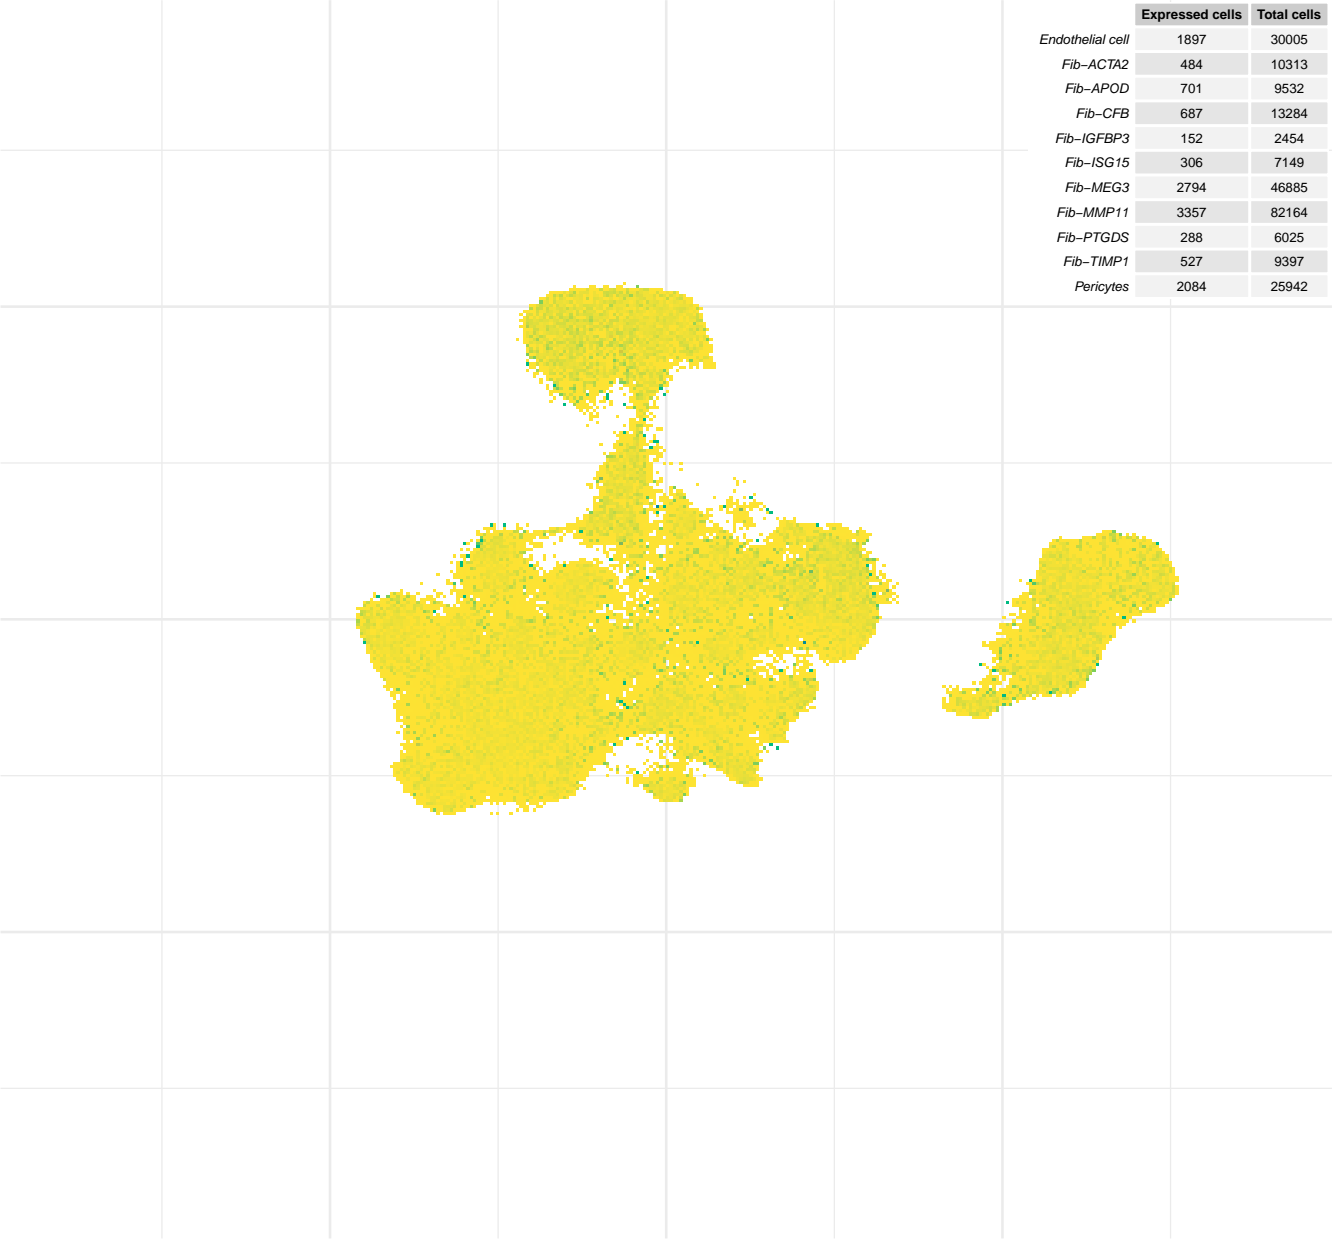 Expressed cells Total cells
Endothelial cell 1897 30005
Fib−ACTA2 484 10313
Fib−APOD 701 9532
Fib−CFB 687 13284
Fib−IGFBP3 152 2454
Fib−ISG15 306 7149
Fib−MEG3 2794 46885
Fib−MMP11 3357 82164
Fib−PTGDS 288 6025
Fib−TIMP1 527 9397
Pericytes 2084 25942